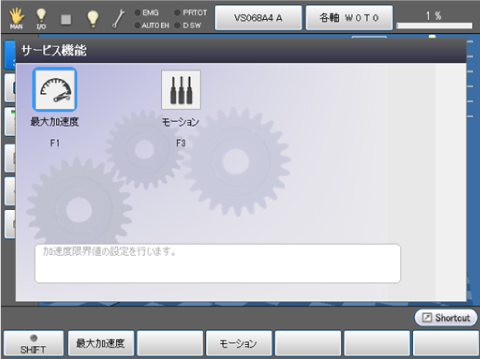 EMG PRTCT
MAN I/O AUTO EN D SW VS068A4 A 各軸 W 0 T 0 1 %
サービス機能
最大加速度 モーション
F1 F3
加速度限界値の設定を行います。
Shortcut
SHIFT 最大加速度 モーション